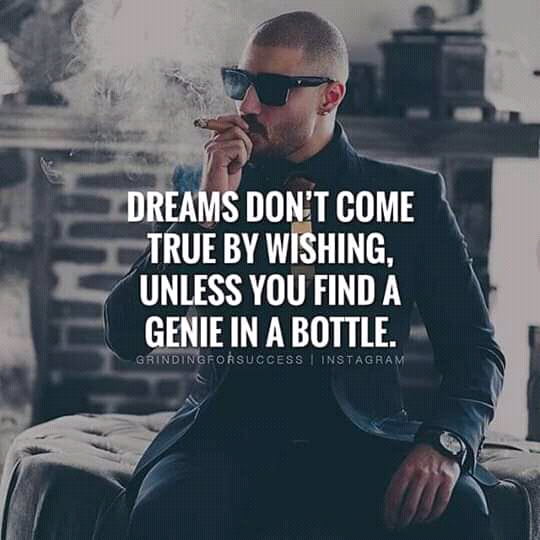 DREAMS DON'T COME
TRUE BY WISHING,
UNLESS YOU FIND A
GENIE IN A BOTTLE.
GRINDINGFORSUCCESS | INSTAGRAM